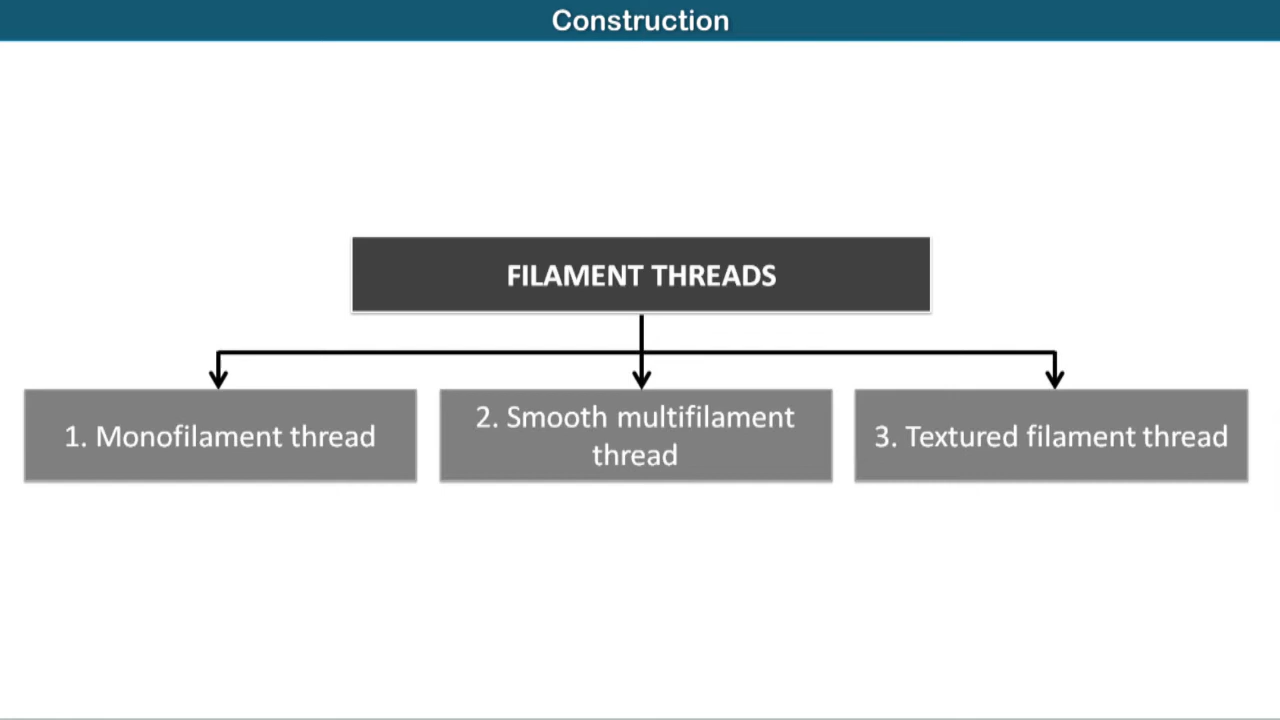 Construction
FILAMENT THREADS
1. Monofilament thread
2. Smooth multifilament
thread
3. Textured filament thread